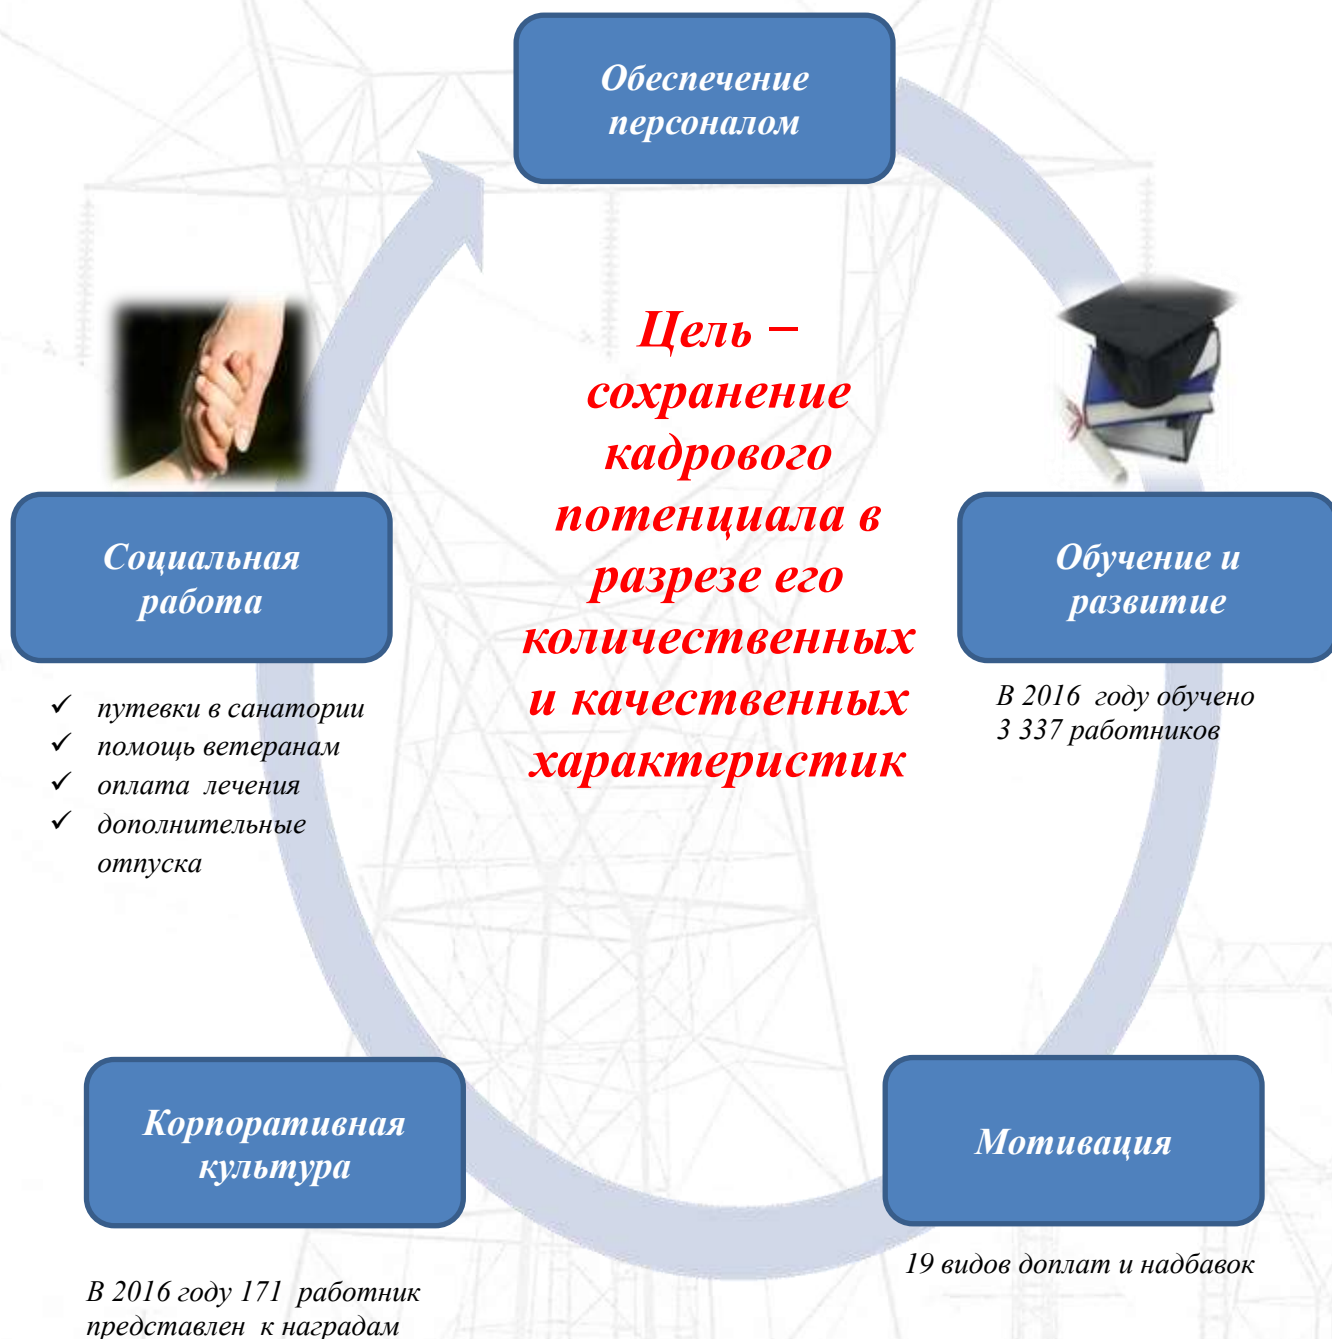 Обеспечение
персоналом
Цель –
сохранение
кадрового
потенциала в
разрезе его
количественных
и качественных
характеристик
Социальная
работа
Обучение и
развитие
✓ путевки в санатории
✓ помощь ветеранам
✓ оплата лечения
✓ дополнительные
отпуска
В 2016 году обучено
3 337 работников
Корпоративная
культура
Мотивация
В 2016 году 171 работник
представлен к наградам
19 видов доплат и надбавок